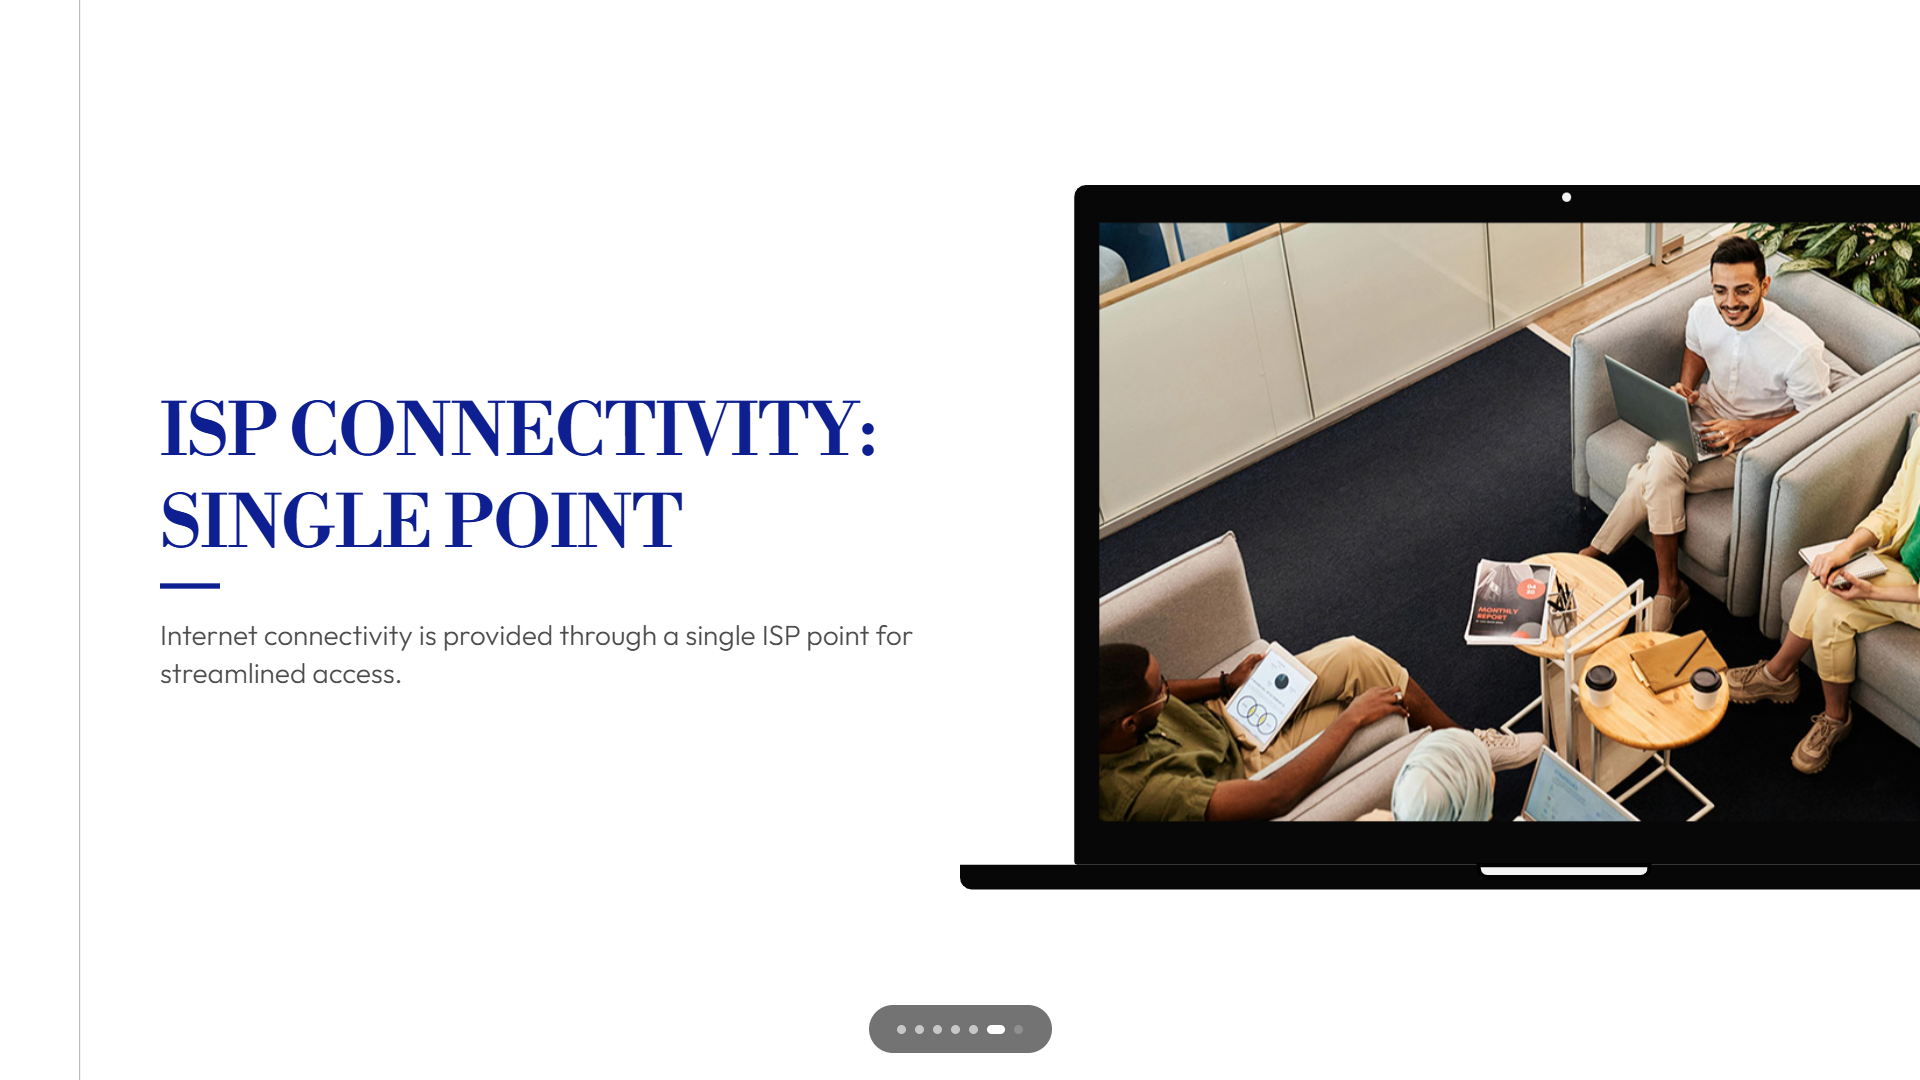 ISP CONNECTIVITY:
SINGLE POINT
Internet connectivity is provided through a single ISP point for
streamlined access.
MONTHLY
REPORT